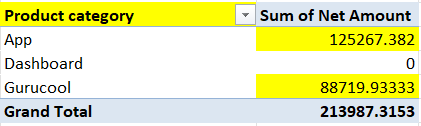 Product category Sum of Net Amount
App 125267.382
Dashboard 0
Gurucool 88719.93333
Grand Total 213987.3153